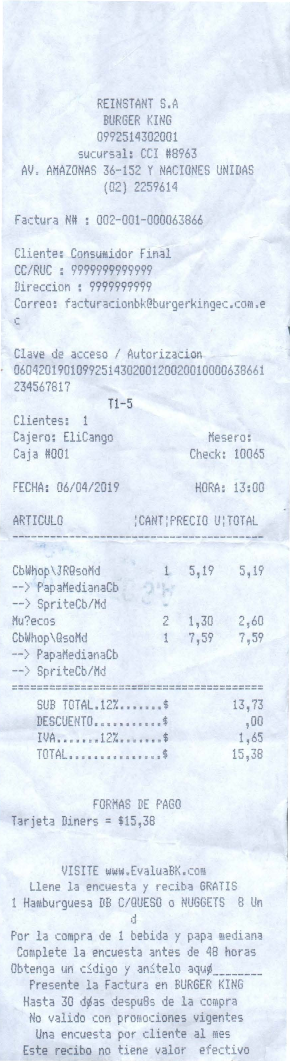 REINSTANT S.A
BURGER KING
0992514302001
sucursal: CCI #8963
AV. AMAZONAS 36-152 Y NACIONES UNIDAS
(02) 2259614
Factura N# : 002-001-000063866
Cliente: Consumidor Final
CC/RUC : 9999999999999
Direccion : 9999999999
Correo: facturacionbk@burgerkingec.com.e
c
Clave de acceso / Autorizacion
0604201901099251430200120020010000638661
234567817
T1-5
Clientes: 1
Cajero: EliCango Mesero:
Caja #001 Check: 10065
FECHA: 06/04/2019 HORA: 13:00
ARTICULO ¦CANT¦PRECIO U¦TOTAL
----------------------------------------
CbWhop\JRQsoMd 1 5,19 5,19
--> PapaMedianaCb
--> SpriteCb/Md
Mu?ecos 2 1,30 2,60
CbWhop\QsoMd 1 7,59 7,59
--> PapaMedianaCb
--> SpriteCb/Md
========================================
SUB TOTAL.12%.......$ 13,73
DESCUENTO...........$ ,00
IVA.......12%.......$ 1,65
TOTAL...............$ 15,38
FORMAS DE PAGO
Tarjeta Diners = $15,38
VISITE www.EvaluaBK.com
Llene la encuesta y reciba GRATIS
1 Hamburguesa DB C/QUESO o NUGGETS 8 Un
d
Por la compra de 1 bebida y papa mediana
Complete la encuesta antes de 48 horas
Obtenga un c¢digo y an¢telo aqu¢________
Presente la Factura en BURGER KING
Hasta 30 d¢as despu8s de la compra
No valido con promociones vigentes
Una encuesta por cliente al mes
Este recibo no tiene valor efectivo